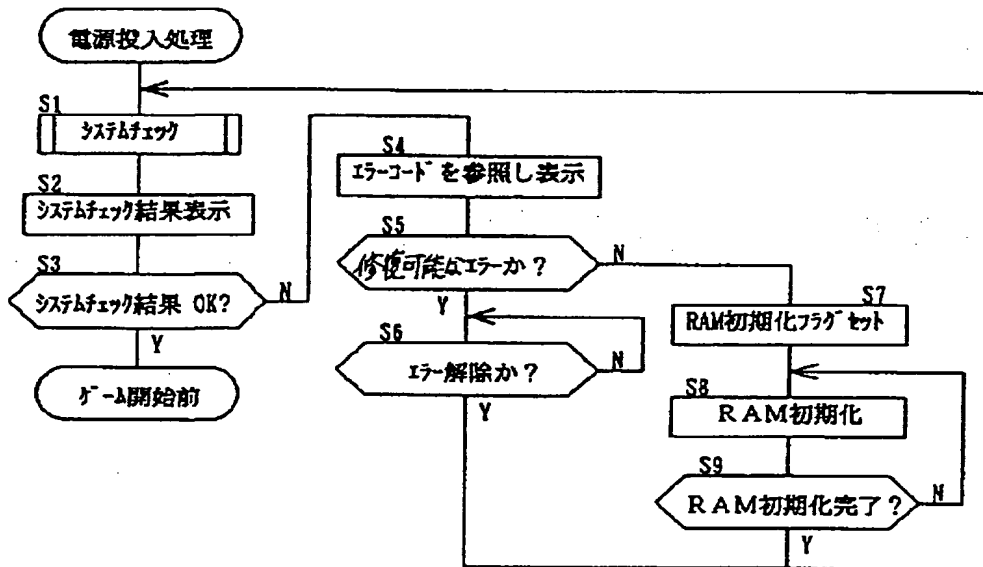 電源投入処理
S1
ｼｽﾃﾑﾁｪｯｸ
S2
ｼｽﾃﾑﾁｪｯｸ結果表示
S3
ｼｽﾃﾑﾁｪｯｸ結果 OK?
N
Y
ｹﾞｰﾑ開始前
S4
ｴﾗｰｺｰﾄﾞを参照し表示
S5
修復可能なｴﾗｰか？
N
Y
S6
ｴﾗｰ解除か？
N
Y
S7
RAM初期化ﾌﾗｸﾞｾｯﾄ
S8
ＲＡＭ初期化
S9
ＲＡＭ初期化完了？
N
Y